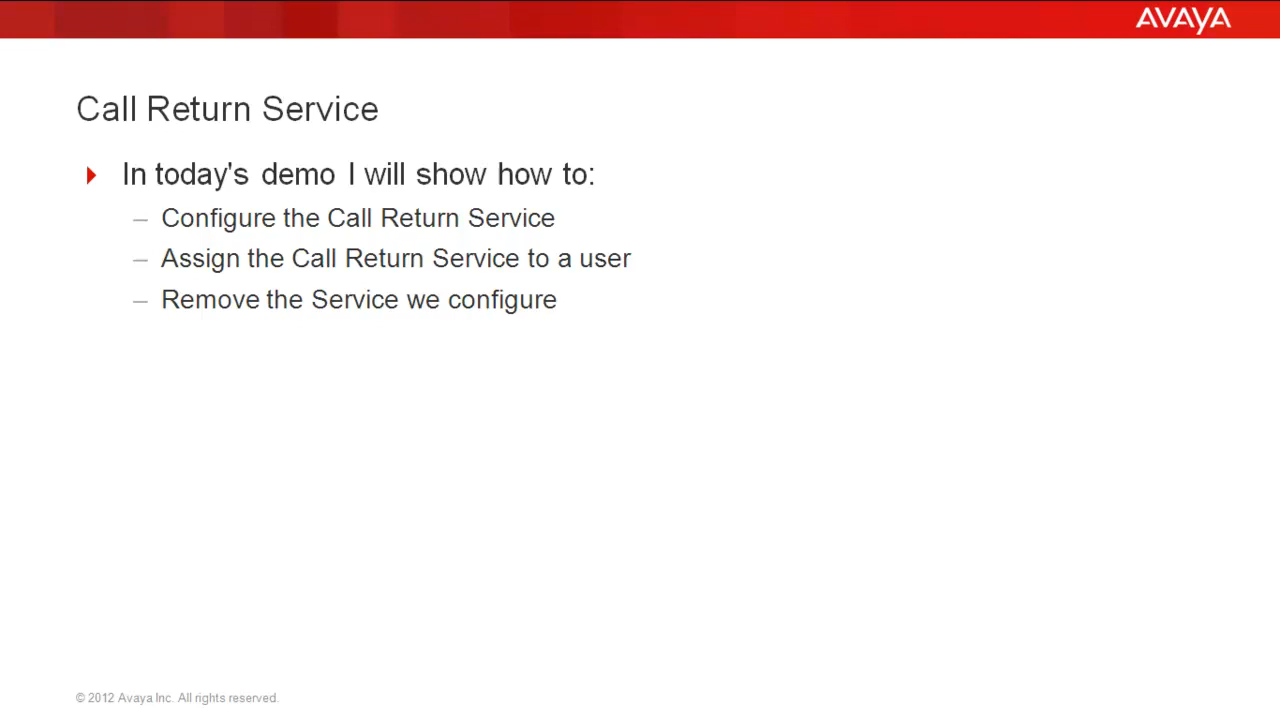 AVAYA
Call Return Service
In today's demo I will show how to:
– Configure the Call Return Service
– Assign the Call Return Service to a user
– Remove the Service we configure
© 2012 Avaya Inc. All rights reserved.